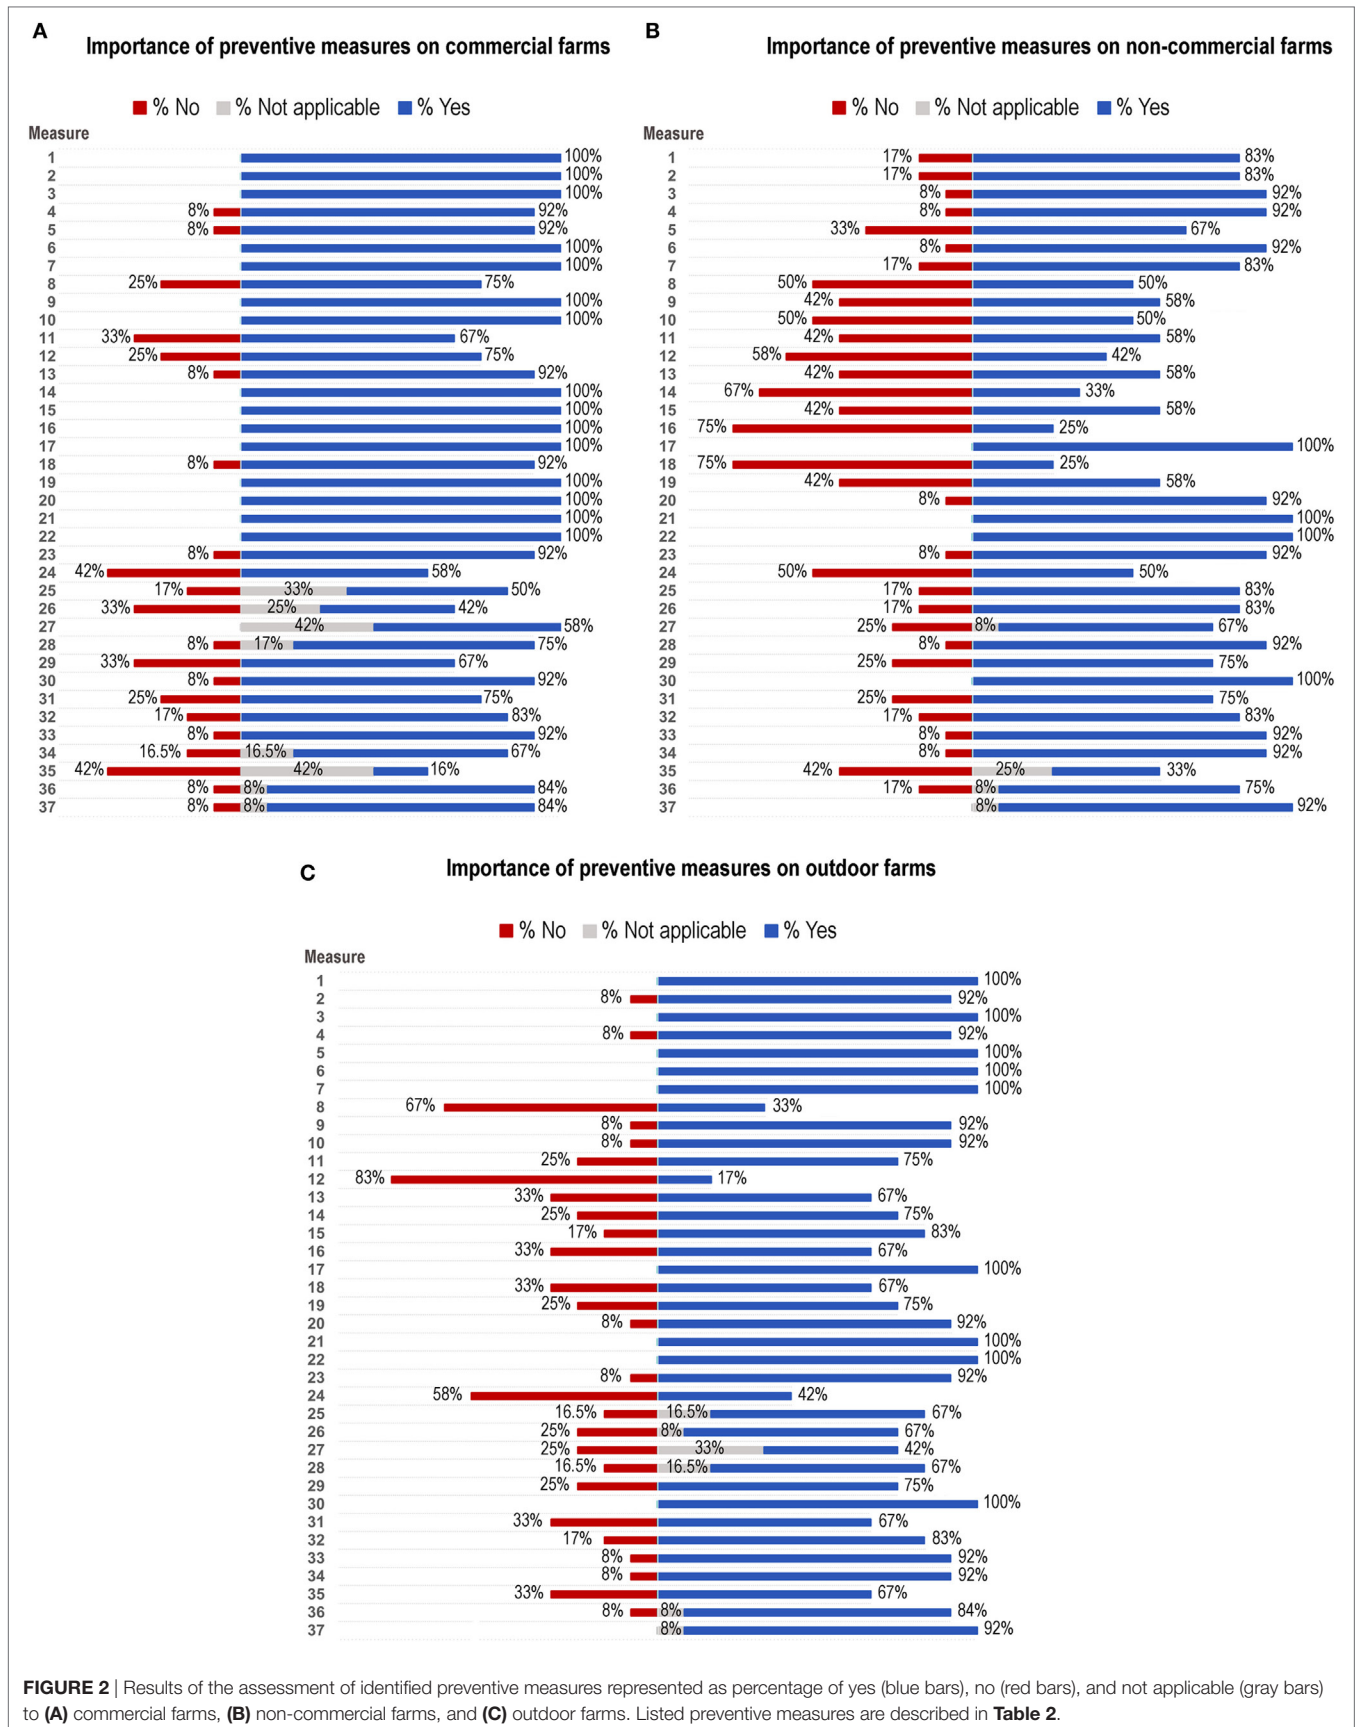 A
Importance of preventive measures on commercial farms
% No % Not applicable % Yes
Measure
1 100%
2 100%
3 100%
4 8% 92%
5 8% 92%
6 100%
7 100%
8 25% 75%
9 100%
10 100%
11 33% 67%
12 25% 75%
13 8% 92%
14 100%
15 100%
16 100%
17 100%
18 8% 92%
19 100%
20 100%
21 100%
22 100%
23 8% 92%
24 42% 58%
25 17% 33% 50%
26 33% 25% 42%
27 42% 58%
28 8% 17% 75%
29 33% 67%
30 8% 92%
31 25% 75%
32 17% 83%
33 8% 92%
34 16.5% 16.5% 67%
35 42% 42% 16%
36 8% 8% 84%
37 8% 8% 84%
B
Importance of preventive measures on non-commercial farms
% No % Not applicable % Yes
Measure
1 17% 83%
2 17% 83%
3 8% 92%
4 8% 92%
5 33% 67%
6 8% 92%
7 17% 83%
8 50% 50%
9 42% 58%
10 50% 50%
11 42% 58%
12 58% 42%
13 42% 58%
14 67% 33%
15 42% 58%
16 75% 25%
17 100%
18 75% 25%
19 42% 58%
20 8% 92%
21 100%
22 100%
23 8% 92%
24 50% 50%
25 17% 83%
26 17% 83%
27 25% 8% 67%
28 8% 92%
29 25% 75%
30 100%
31 25% 75%
32 17% 83%
33 8% 92%
34 8% 92%
35 42% 25% 33%
36 17% 8% 75%
37 8% 92%
C
Importance of preventive measures on outdoor farms
% No % Not applicable % Yes
Measure
1 100%
2 8% 92%
3 100%
4 8% 92%
5 100%
6 100%
7 100%
8 67% 33%
9 8% 92%
10 8% 92%
11 25% 75%
12 83% 17%
13 33% 67%
14 25% 75%
15 17% 83%
16 33% 67%
17 100%
18 33% 67%
19 25% 75%
20 8% 92%
21 100%
22 100%
23 8% 92%
24 58% 42%
25 16.5% 16.5% 67%
26 25% 8% 67%
27 25% 33% 42%
28 16.5% 16.5% 67%
29 25% 75%
30 100%
31 33% 67%
32 17% 83%
33 8% 92%
34 8% 92%
35 33% 67%
36 8% 8% 84%
37 8% 92%
FIGURE 2 | Results of the assessment of identified preventive measures represented as percentage of yes (blue bars), no (red bars), and not applicable (gray bars)
to (A) commercial farms, (B) non-commercial farms, and (C) outdoor farms. Listed preventive measures are described in Table 2.